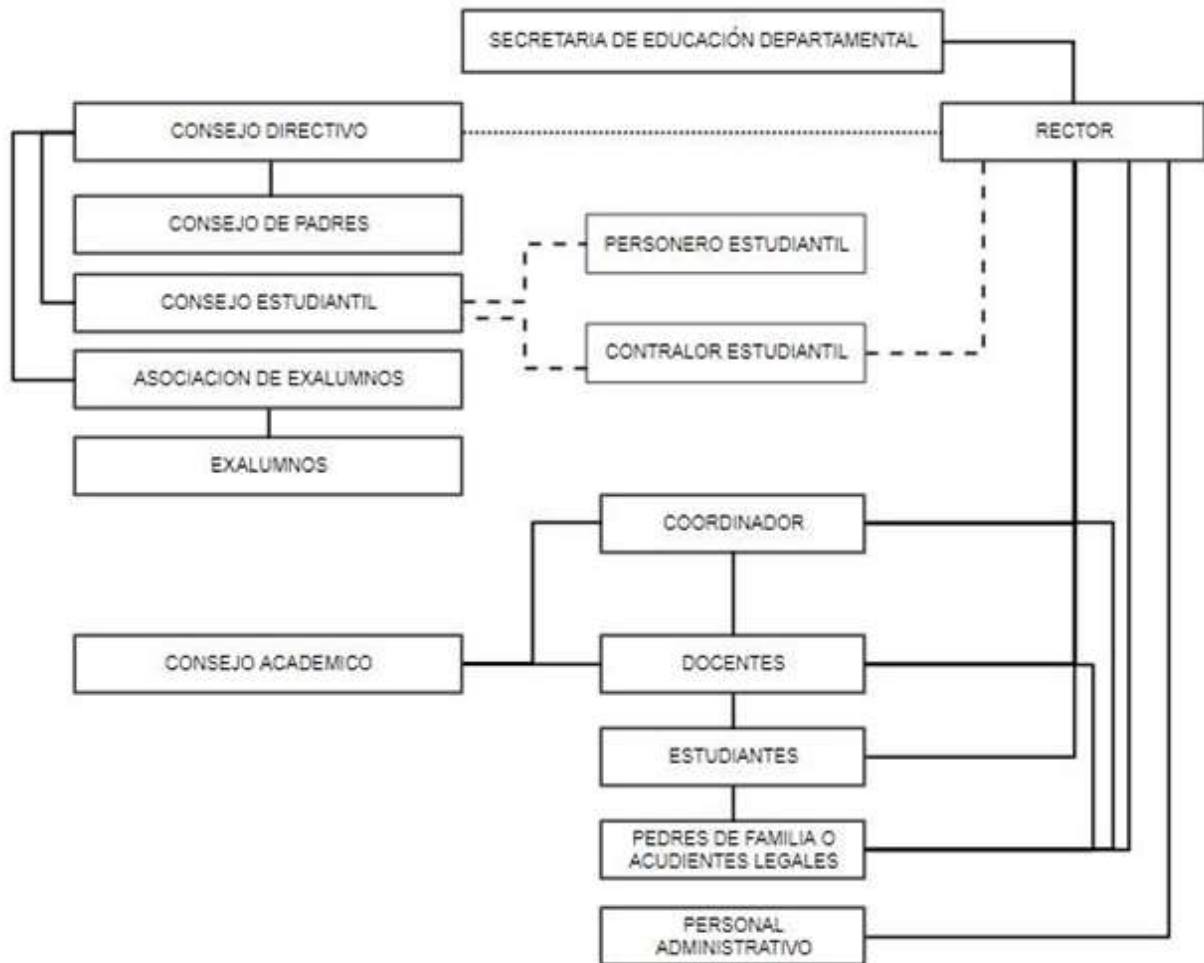 SECRETARIA DE EDUCACIÓN DEPARTAMENTAL
CONSEJO DIRECTIVO
RECTOR
CONSEJO DE PADRES
PERSONERO ESTUDIANTIL
CONSEJO ESTUDIANTIL
CONTRALOR ESTUDIANTIL
ASOCIACION DE EXALUMNOS
EXALUMNOS
COORDINADOR
CONSEJO ACADEMICO
DOCENTES
ESTUDIANTES
PEDRES DE FAMILIA O
ACUDIENTES LEGALES
PERSONAL
ADMINISTRATIVO